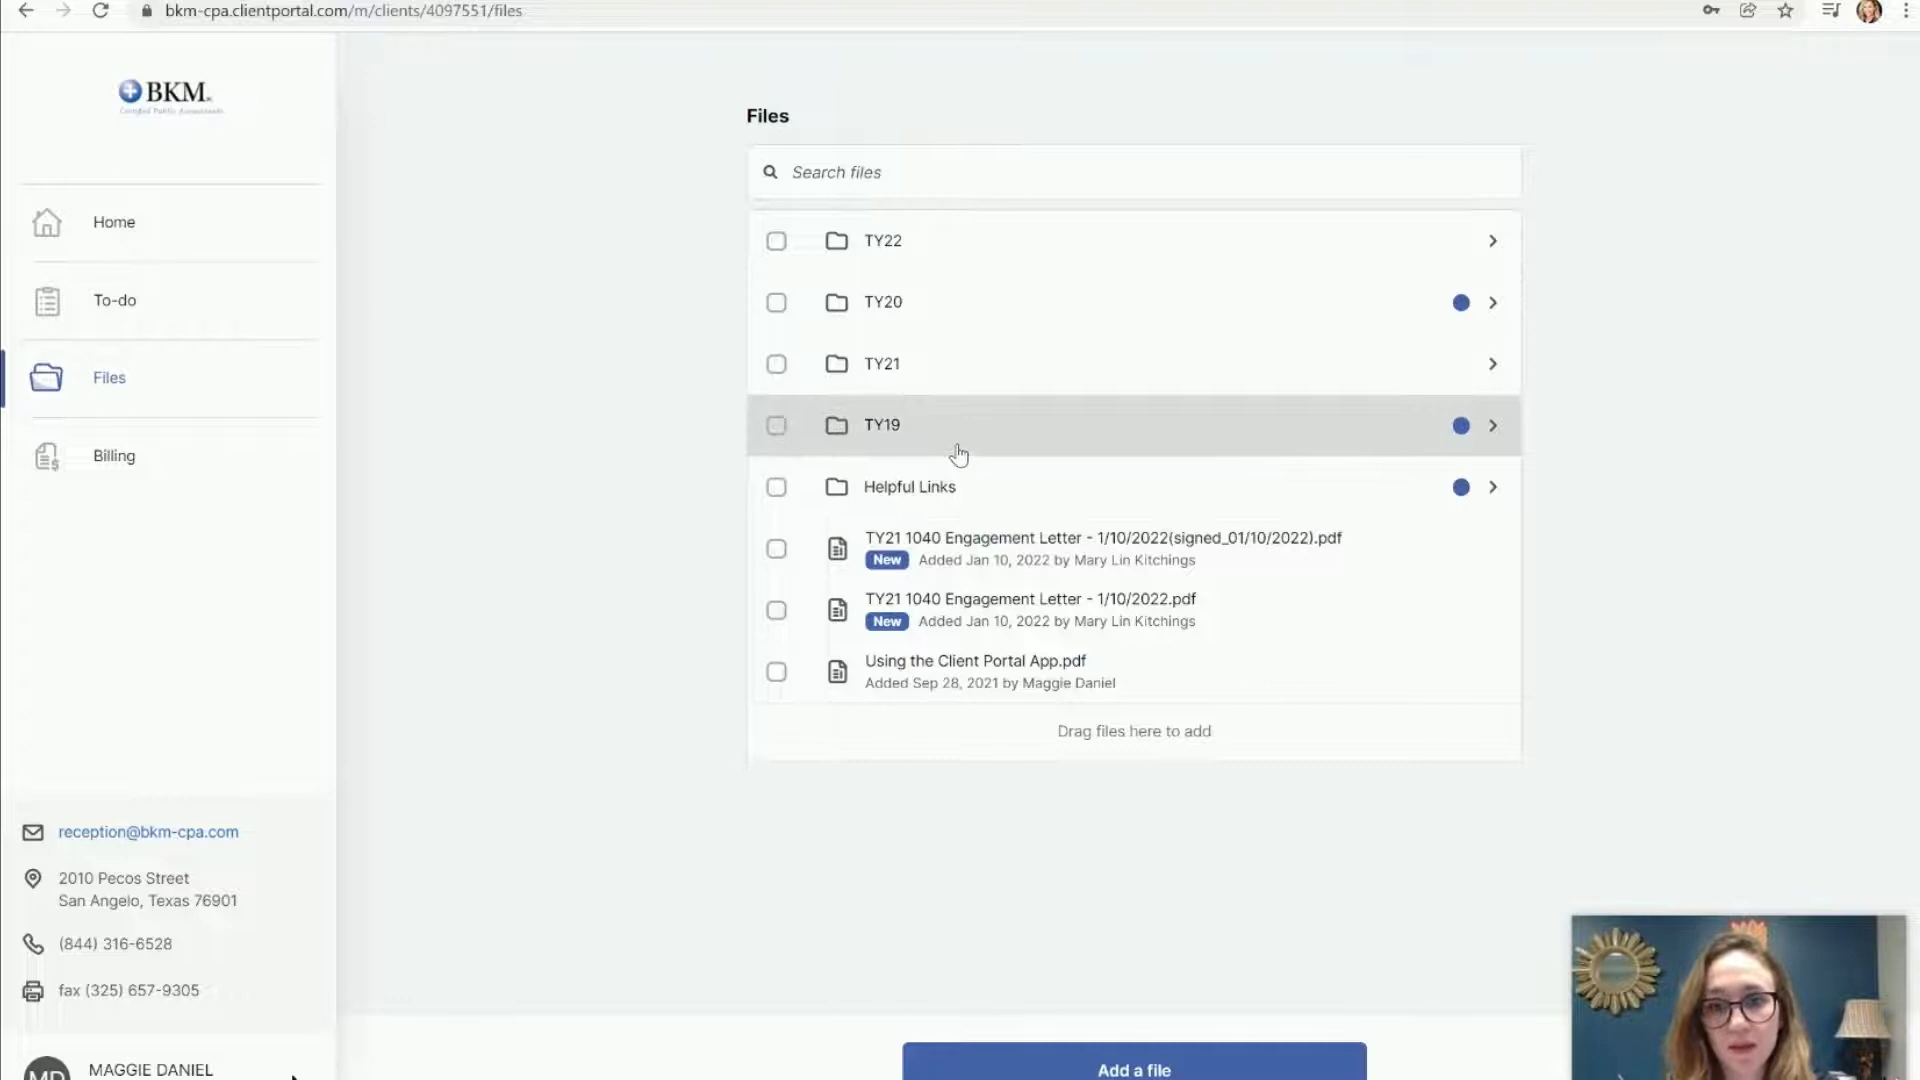 bkm-cpa.clientportal.com/m/clients/4097551/files
BKM.
Certified Public Accountants
Home
To-do
Files
Billing
reception@bkm-cpa.com
2010 Pecos Street
San Angelo, Texas 76901
(844) 316-6528
fax (325) 657-9305
MD
MAGGIE DANIEL
Files
Search files
TY22
TY20
TY21
TY19
Helpful Links
TY21 1040 Engagement Letter - 1/10/2022(signed_01/10/2022).pdf
New Added Jan 10, 2022 by Mary Lin Kitchings
TY21 1040 Engagement Letter - 1/10/2022.pdf
New Added Jan 10, 2022 by Mary Lin Kitchings
Using the Client Portal App.pdf
Added Sep 28, 2021 by Maggie Daniel
Drag files here to add
Add a file